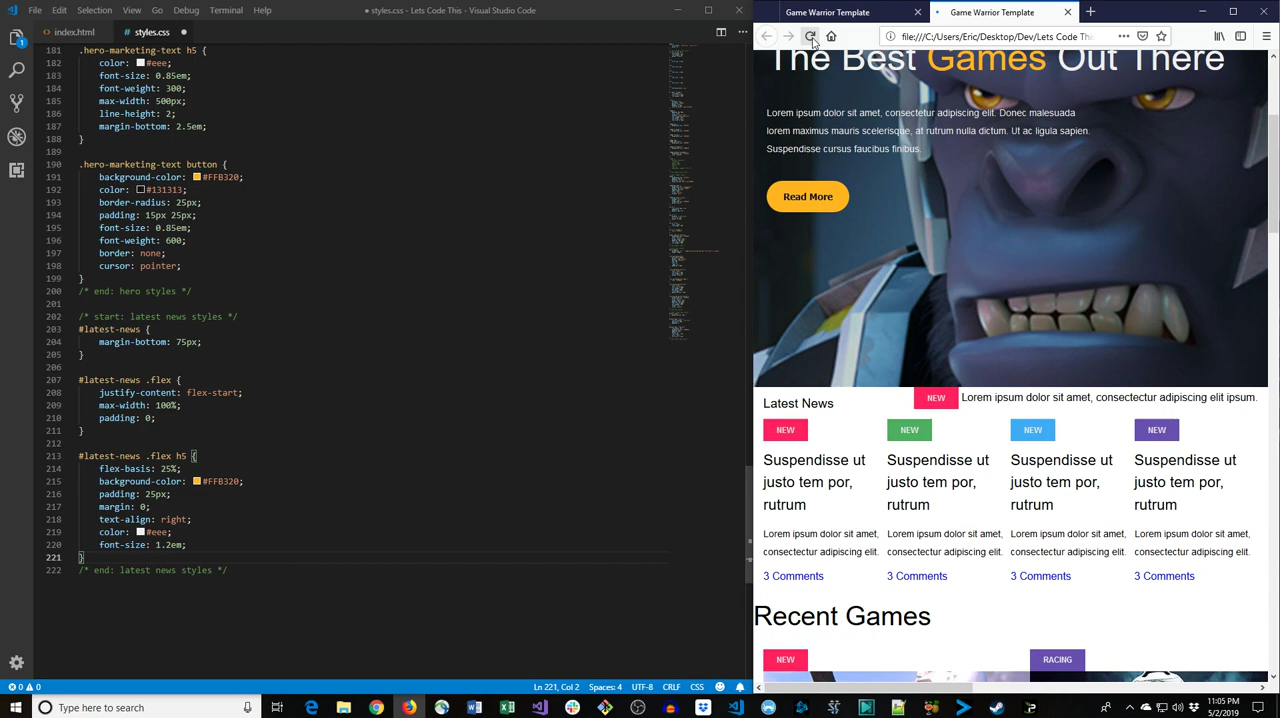 File Edit Selection View Go Debug Terminal Help
● styles.css - Lets Code This - Visual Studio Code
index.html
# styles.css ●
181 .hero-marketing-text h5 {
182 color: #eee;
183 font-size: 0.85em;
184 font-weight: 300;
185 max-width: 500px;
186 line-height: 2;
187 margin-bottom: 2.5em;
188 }
189
190 .hero-marketing-text button {
191 background-color: #FFB320;
192 color: #131313;
193 border-radius: 25px;
194 padding: 15px 25px;
195 font-size: 0.85em;
196 font-weight: 600;
197 border: none;
198 cursor: pointer;
199 }
200 /* end: hero styles */
201
202 /* start: latest news styles */
203 #latest-news {
204 margin-bottom: 75px;
205 }
206
207 #latest-news .flex {
208 justify-content: flex-start;
209 max-width: 100%;
210 padding: 0;
211 }
212
213 #latest-news .flex h5 {
214 flex-basis: 25%;
215 background-color: #FFB320;
216 padding: 25px;
217 margin: 0;
218 text-align: right;
219 color: #eee;
220 font-size: 1.2em;
221 }
222 /* end: latest news styles */
0 0
Ln 221, Col 2 Spaces: 4 UTF-8 CRLF CSS
Game Warrior Template
Game Warrior Template
file:///C:/Users/Eric/Desktop/Dev/Lets Code This
The Best Games Out There
Lorem ipsum dolor sit amet, consectetur adipiscing elit. Donec malesuada
lorem maximus mauris scelerisque, at rutrum nulla dictum. Ut ac ligula sapien.
Suspendisse cursus faucibus finibus.
Read More
Latest News
NEW Lorem ipsum dolor sit amet, consectetur adipiscing elit ipsum.
NEW NEW NEW NEW
Suspendisse ut Suspendisse ut Suspendisse ut Suspendisse ut
justo tem por, justo tem por, justo tem por, justo tem por,
rutrum rutrum rutrum rutrum
Lorem ipsum dolor sit amet, Lorem ipsum dolor sit amet, Lorem ipsum dolor sit amet, Lorem ipsum dolor sit amet,
consectetur adipiscing elit. consectetur adipiscing elit. consectetur adipiscing elit. consectetur adipiscing elit.
3 Comments 3 Comments 3 Comments 3 Comments
Recent Games
NEW RACING
Type here to search
11:05 PM
5/2/2019